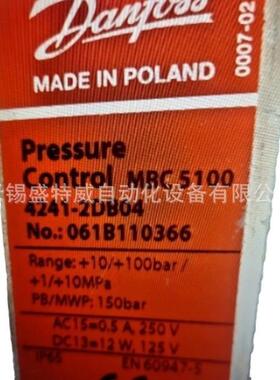 Danfoss
MADE IN POLAND
0007-02
Pressure
Control MBC 5100
4241-2DB04
No.: 061B110366
Range: +10/+100bar /
+1/+10MPa
PB/MWP: 150bar
AC15=0.5 A, 250 V
DC13=12 W, 125 V
IP65
EN 60947-5
锡盛特威自动化设备有限公